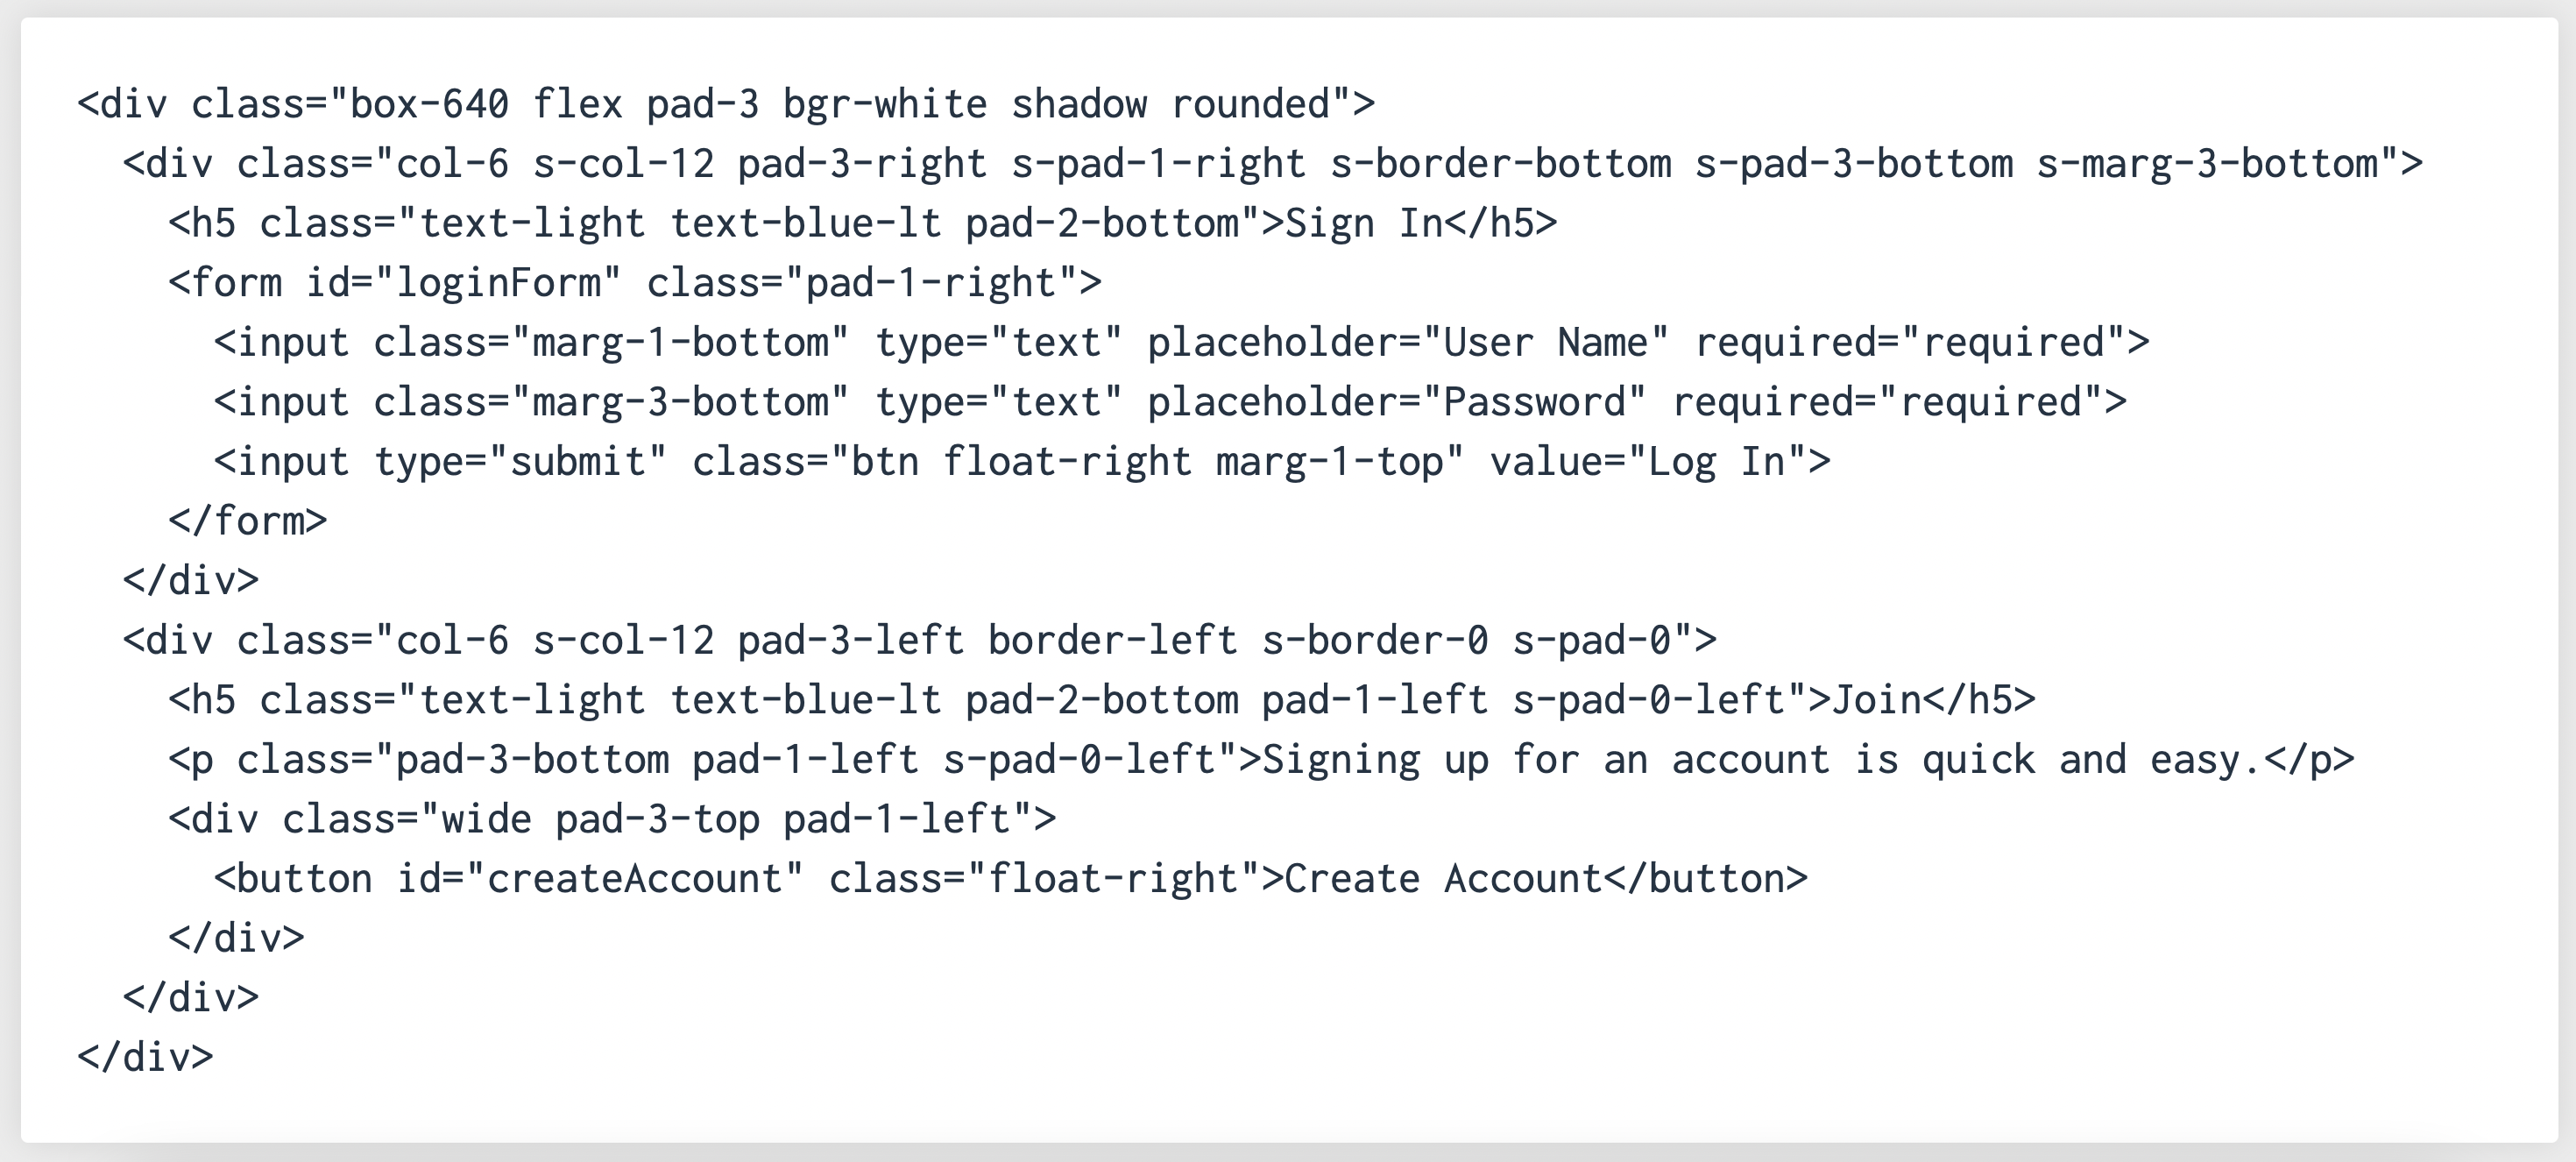 <div class="box-640 flex pad-3 bgr-white shadow rounded">
  <div class="col-6 s-col-12 pad-3-right s-pad-1-right s-border-bottom s-pad-3-bottom s-marg-3-bottom">
    <h5 class="text-light text-blue-lt pad-2-bottom">Sign In</h5>
    <form id="loginForm" class="pad-1-right">
      <input class="marg-1-bottom" type="text" placeholder="User Name" required="required">
      <input class="marg-3-bottom" type="text" placeholder="Password" required="required">
      <input type="submit" class="btn float-right marg-1-top" value="Log In">
    </form>
  </div>
  <div class="col-6 s-col-12 pad-3-left border-left s-border-0 s-pad-0">
    <h5 class="text-light text-blue-lt pad-2-bottom pad-1-left s-pad-0-left">Join</h5>
    <p class="pad-3-bottom pad-1-left s-pad-0-left">Signing up for an account is quick and easy.</p>
    <div class="wide pad-3-top pad-1-left">
      <button id="createAccount" class="float-right">Create Account</button>
    </div>
  </div>
</div>